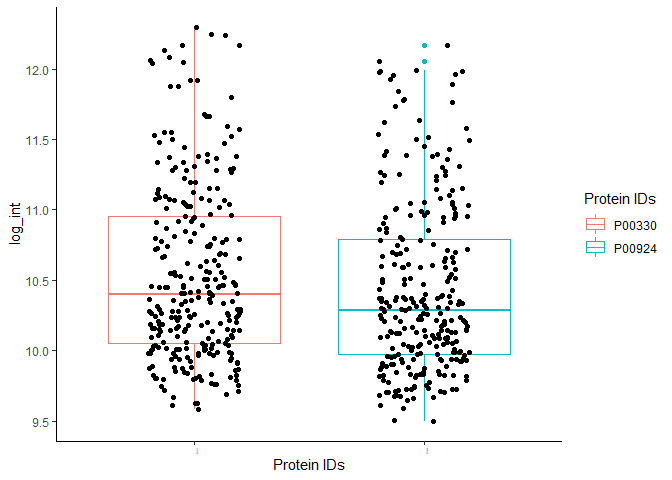 12.0
11.5
11.0
10.5
10.0
9.5
log_int
Protein IDs
Protein IDs
P00330
P00924